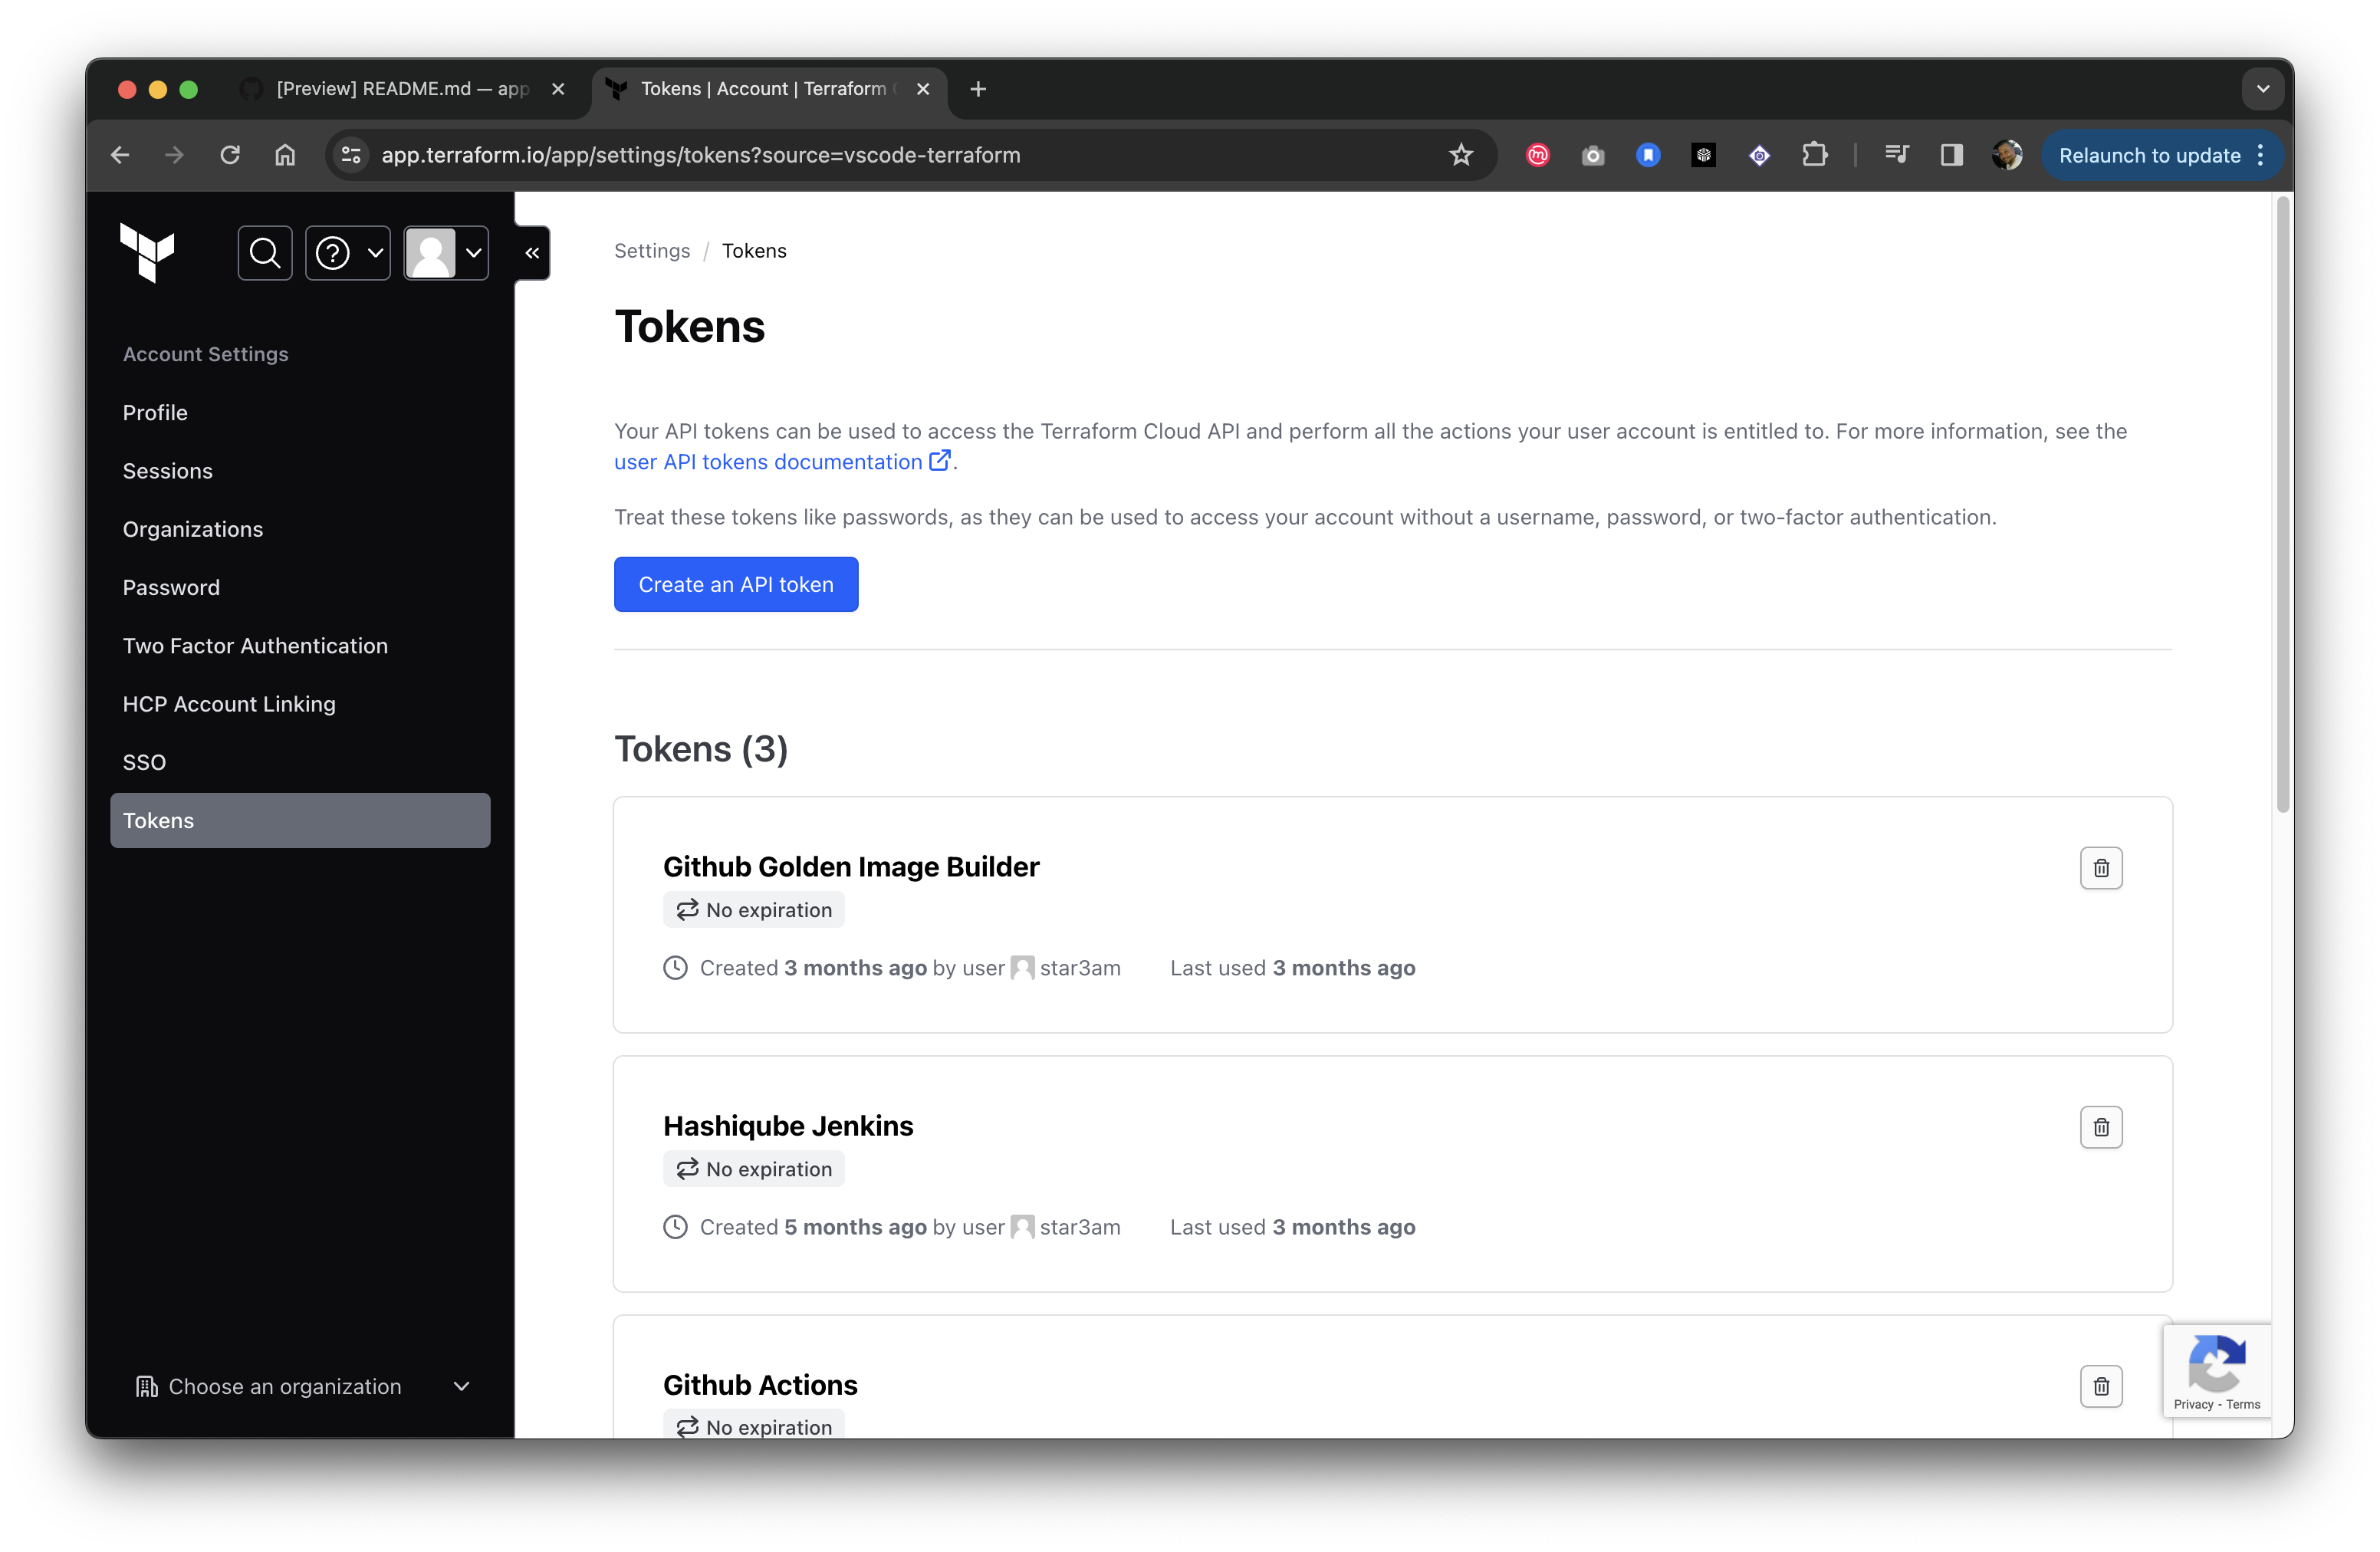 [Preview] README.md — app
Tokens | Account | Terraform
app.terraform.io/app/settings/tokens?source=vscode-terraform
Relaunch to update
Account Settings
Profile
Sessions
Organizations
Password
Two Factor Authentication
HCP Account Linking
SSO
Tokens
Choose an organization
Settings / Tokens
Tokens
Your API tokens can be used to access the Terraform Cloud API and perform all the actions your user account is entitled to. For more information, see the
user API tokens documentation.
Treat these tokens like passwords, as they can be used to access your account without a username, password, or two-factor authentication.
Create an API token
Tokens (3)
Github Golden Image Builder
No expiration
Created 3 months ago by user star3am Last used 3 months ago
Hashiqube Jenkins
No expiration
Created 5 months ago by user star3am Last used 3 months ago
Github Actions
No expiration
Privacy - Terms